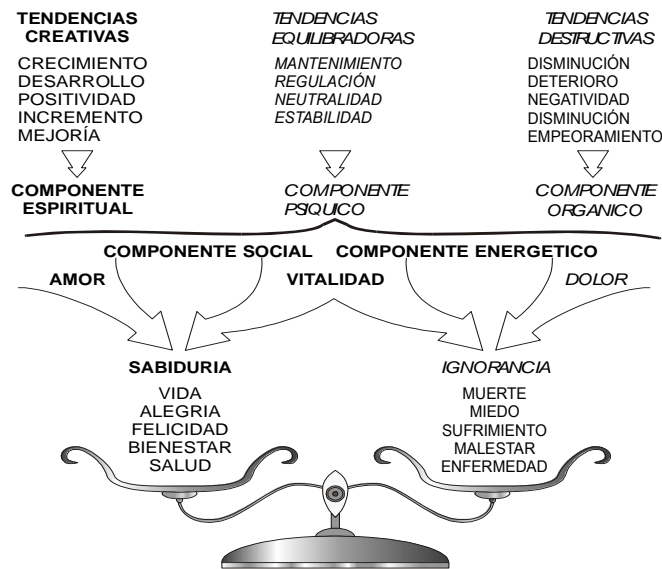 TENDENCIAS
CREATIVAS
CRECIMIENTO
DESARROLLO
POSITIVIDAD
INCREMENTO
MEJORÍA
TENDENCIAS
EQUILIBRADORAS
MANTENIMIENTO
REGULACIÓN
NEUTRALIDAD
ESTABILIDAD
TENDENCIAS
DESTRUCTIVAS
DISMINUCIÓN
DETERIORO
NEGATIVIDAD
DISMINUCIÓN
EMPEORAMIENTO
COMPONENTE
ESPIRITUAL
COMPONENTE
PSIQUICO
COMPONENTE
ORGANICO
COMPONENTE SOCIAL
COMPONENTE ENERGETICO
AMOR
VITALIDAD
DOLOR
SABIDURIA
VIDA
ALEGRIA
FELICIDAD
BIENESTAR
SALUD
IGNORANCIA
MUERTE
MIEDO
SUFRIMIENTO
MALESTAR
ENFERMEDAD